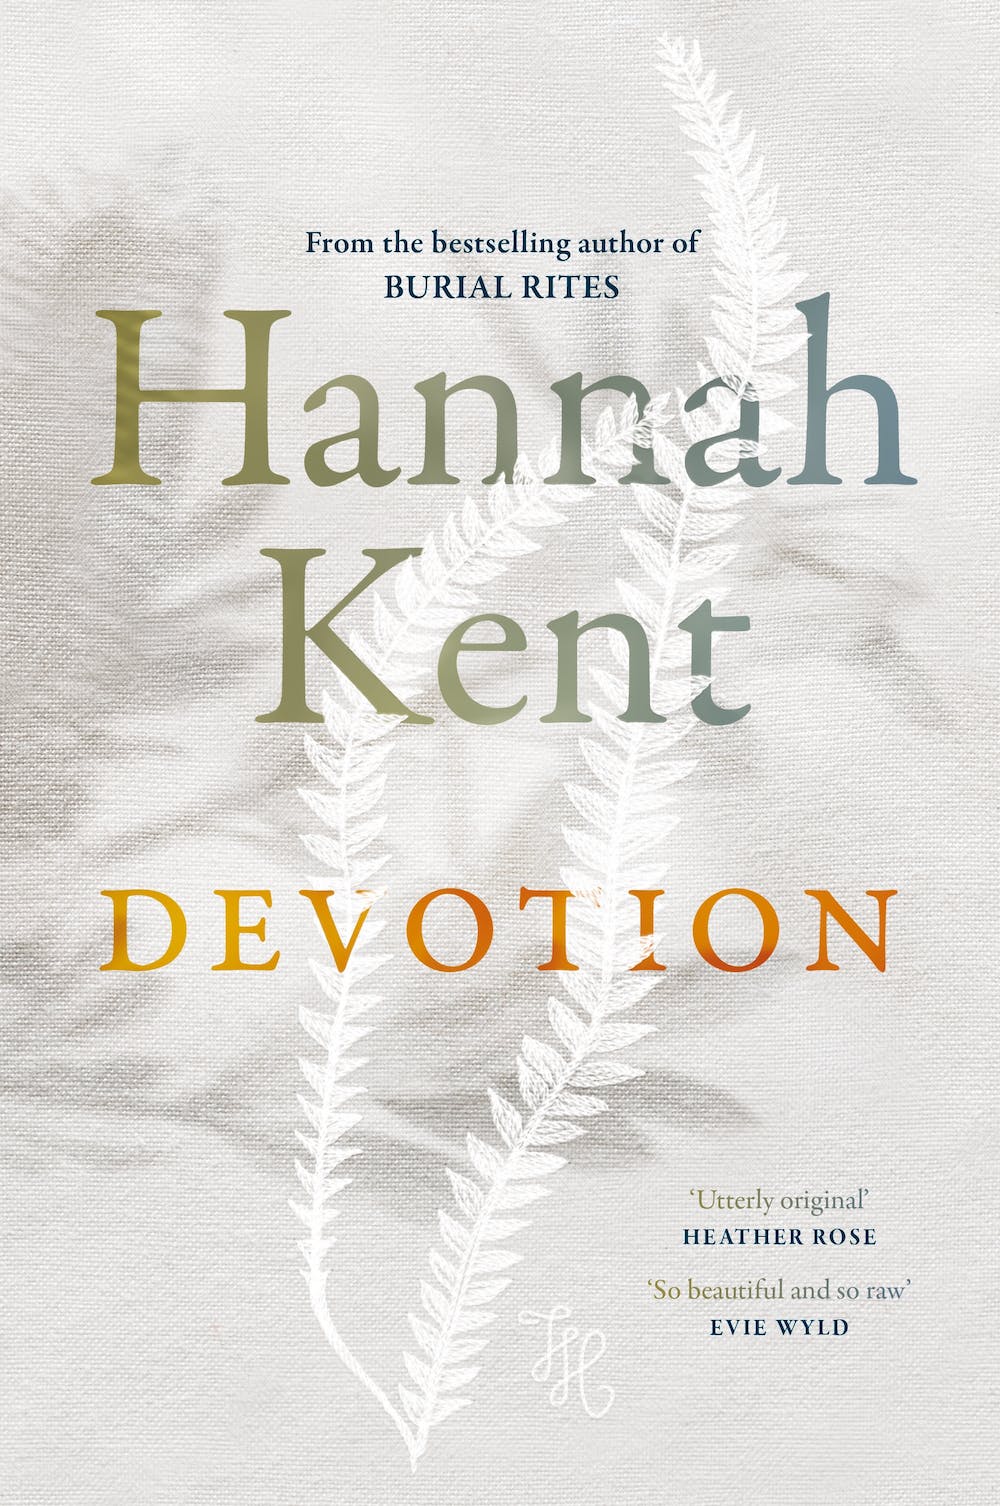 From the bestselling author of
BURIAL RITES
Hannah
Kent
DEVOTION
‘Utterly original’
HEATHER ROSE
‘So beautiful and so raw’
EVIE WYLD